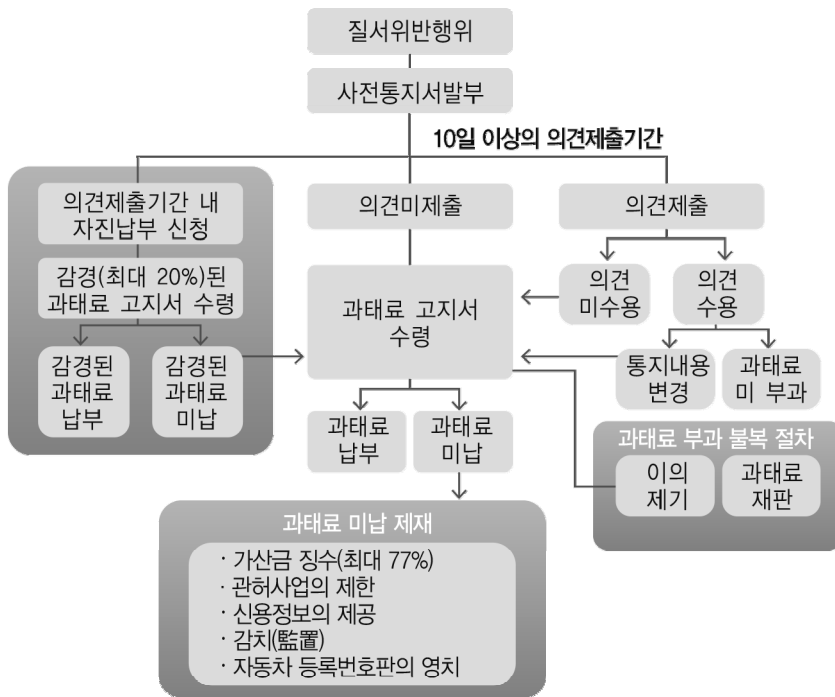 질서위반행위
사전통지서발부
10일 이상의 의견제출기간
의견제출기간 내
자진납부 신청
감경(최대 20%)된
과태료 고지서 수령
감경된
과태료
납부
감경된
과태료
미납
의견미제출
과태료 고지서
수령
과태료
납부
과태료
미납
의견제출
의견
미수용
의견
수용
통지내용
변경
과태료
미 부과
과태료 부과 불복 절차
이의
제기
과태료
재판
과태료 미납 제재
· 가산금 징수(최대 77%)
· 관허사업의 제한
· 신용정보의 제공
· 감치(監置)
· 자동차 등록번호판의 영치